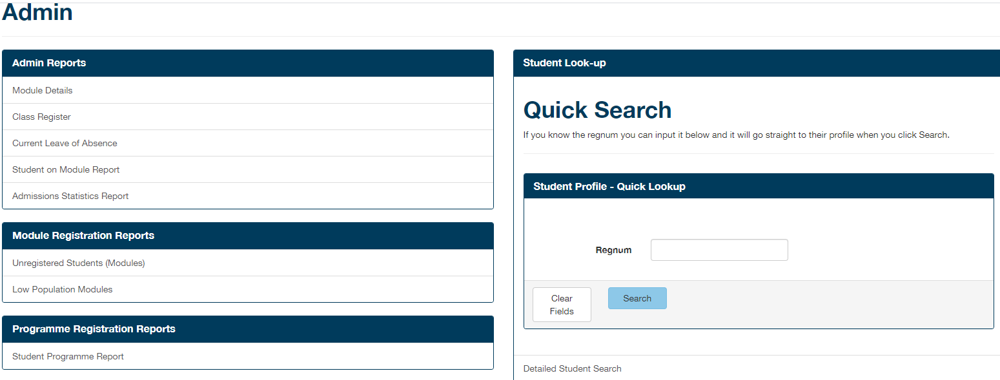 Admin
Admin Reports
Module Details
Class Register
Current Leave of Absence
Student on Module Report
Admissions Statistics Report
Module Registration Reports
Unregistered Students (Modules)
Low Population Modules
Programme Registration Reports
Student Programme Report
Student Look-up
Quick Search
If you know the regnum you can input it below and it will go straight to their profile when you click Search.
Student Profile - Quick Lookup
Regnum
Clear
Fields
Search
Detailed Student Search